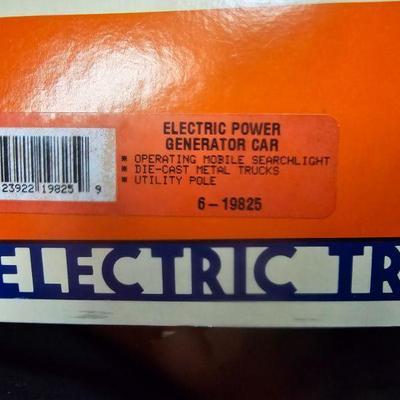 ELECTRIC POWER
GENERATOR CAR
* OPERATING MOBILE SEARCHLIGHT
* DIE-CAST METAL TRUCKS
* UTILITY POLE
23922 19825 9
6-19825
ELECTRIC TR